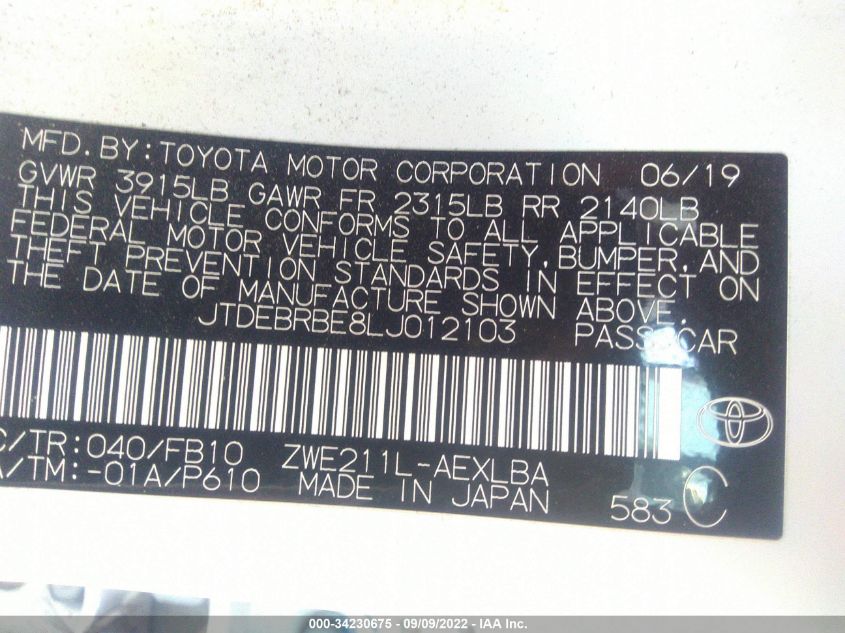 MFD.BY:TOYOTA MOTOR CORPORATION 06/19
GVWR 3915LB GAWR FR 2315LB RR 2140LB
THIS VEHICLE CONFORMS TO ALL APPLICABLE
FEDERAL MOTOR VEHICLE SAFETY,BUMPER,AND
THEFT PREVENTION STANDARDS IN EFFECT ON
THE DATE OF MANUFACTURE SHOWN ABOVE.
JTDEBRBE8LJ012103 PASS CAR
C/TR:040/FB10 ZWE211L-AEXLBA
A/TM:-01A/P610 MADE IN JAPAN 583 C
000-34230675 - 09/09/2022 - IAA Inc.